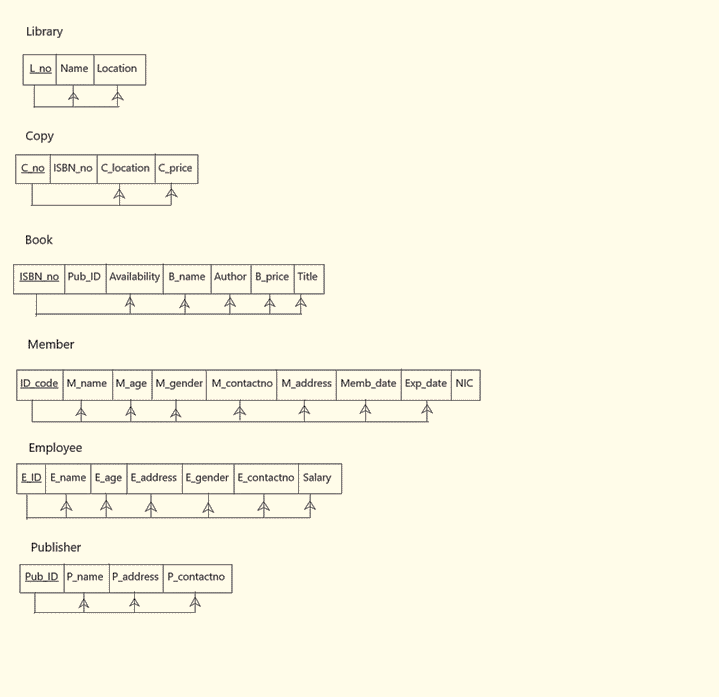 Library
L_no Name Location
Copy
C_no ISBN_no C_location C_price
Book
ISBN_no Pub_ID Availability B_name Author B_price Title
Member
ID_code M_name M_age M_gender M_contactno M_address Memb_date Exp_date NIC
Employee
E_ID E_name E_age E_address E_gender E_contactno Salary
Publisher
Pub_ID P_name P_address P_contactno